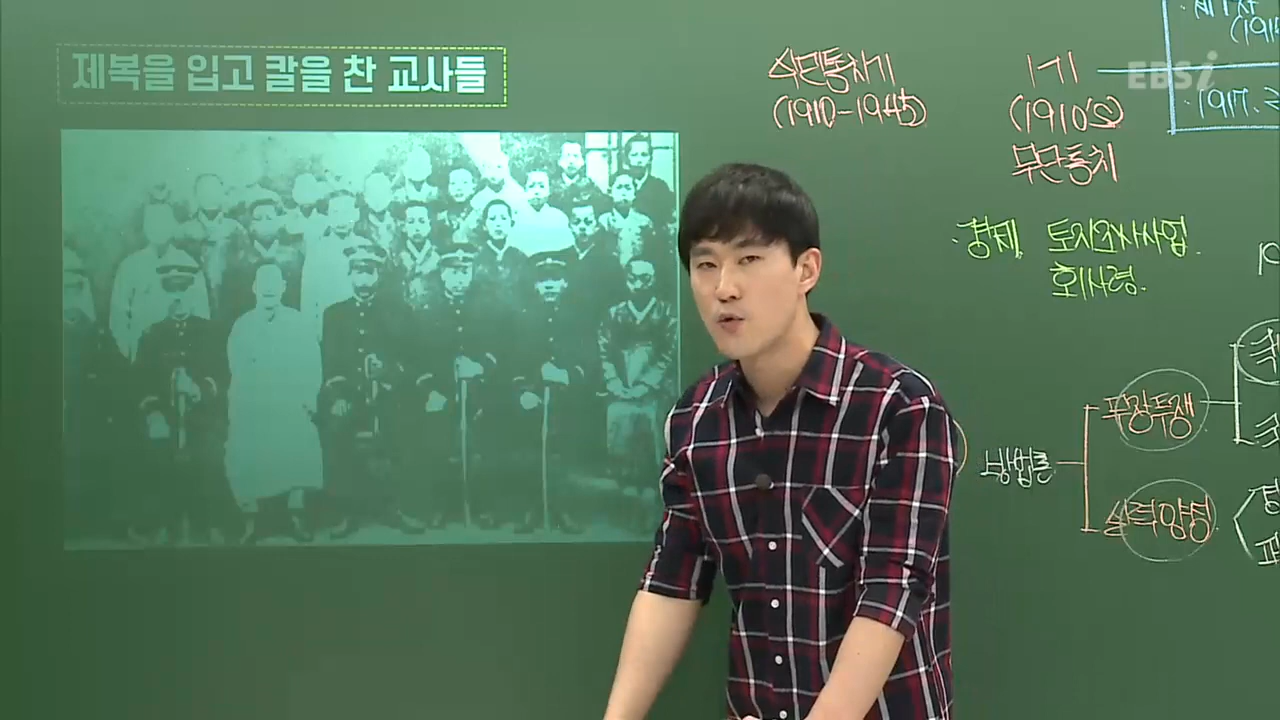 제복을 입고 칼을 찬 교사들
식민통치기
(1910-1945)
1기
(1910's)
무단통치
EBSi
1917.
·경제. 토지조사사업
회사령.
방법론
무장투쟁
실력양성